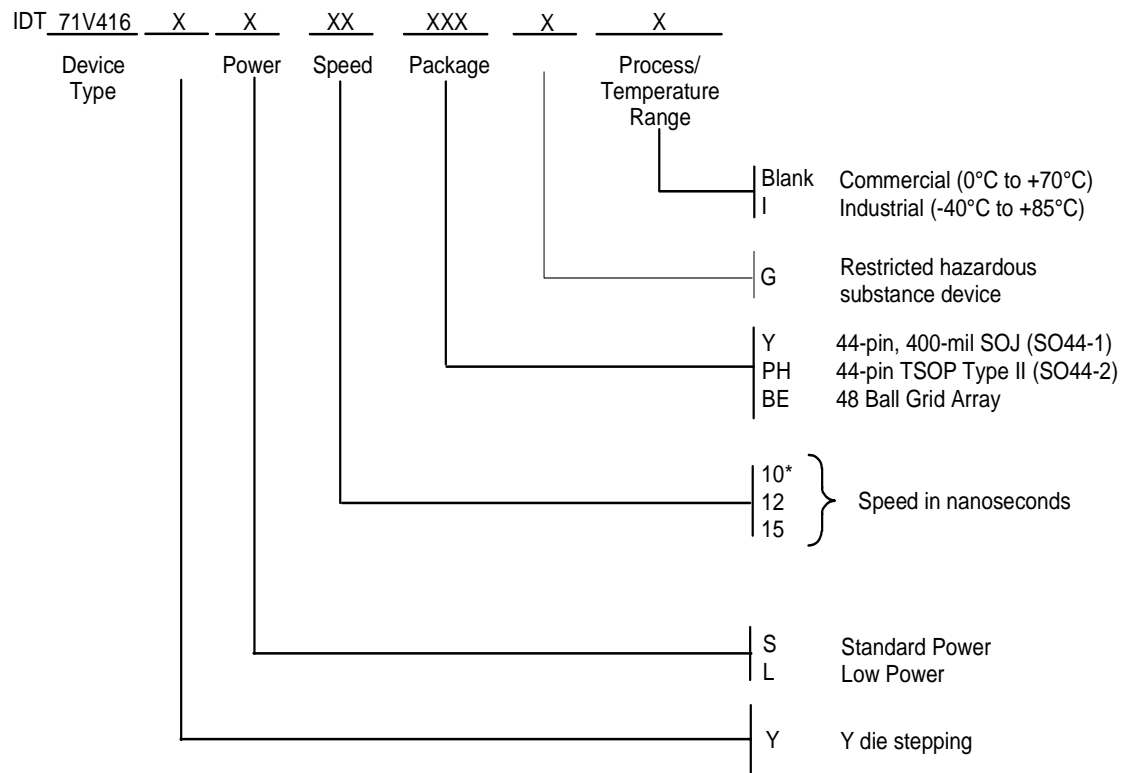 IDT 71V416 X X XX XXX X X
Device Type
Power
Speed
Package
Process/
Temperature
Range
Blank Commercial (0°C to +70°C)
I Industrial (-40°C to +85°C)
G Restricted hazardous
substance device
Y 44-pin, 400-mil SOJ (SO44-1)
PH 44-pin TSOP Type II (SO44-2)
BE 48 Ball Grid Array
10*
12 Speed in nanoseconds
15
S Standard Power
L Low Power
Y Y die stepping